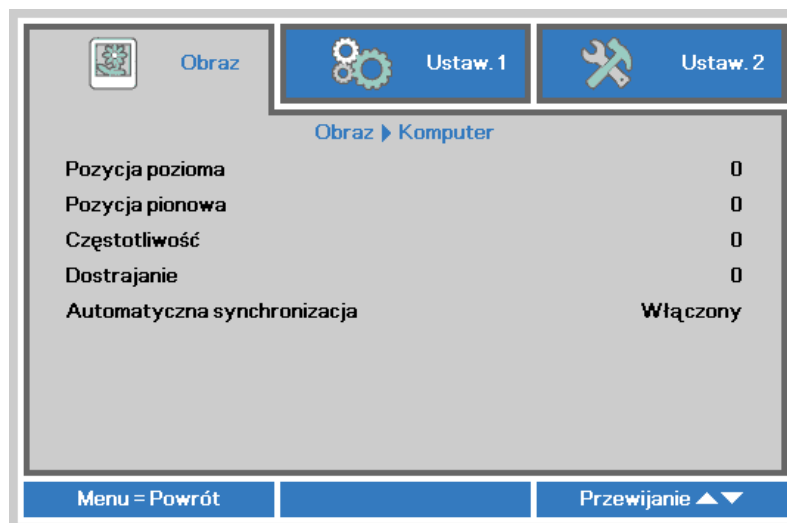 Obraz
Ustaw. 1
Ustaw. 2
Obraz ▶ Komputer
Pozycja pozioma 0
Pozycja pionowa 0
Częstotliwość 0
Dostrajanie 0
Automatyczna synchronizacja Włączony
Menu = Powrót
Przewijanie ▲▼